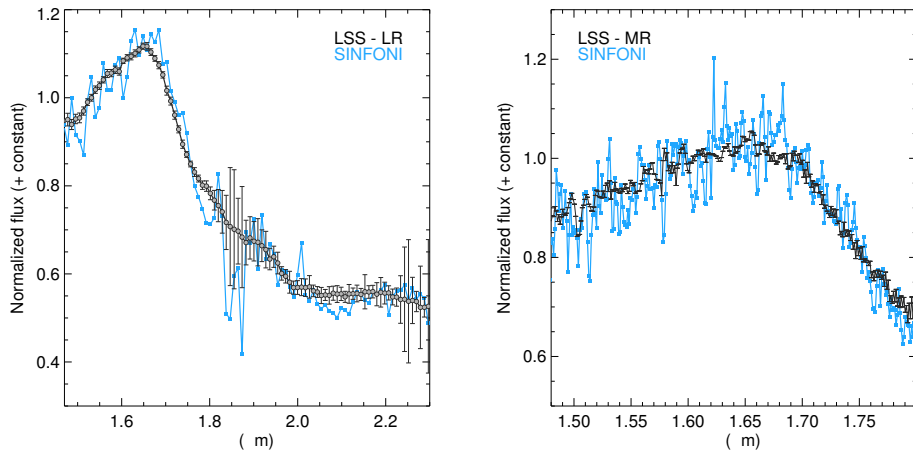 1.2
1.0
0.8
0.6
0.4
Normalized flux (+ constant)
LSS - LR
SINFONI
1.6 1.8 2.0 2.2
( m)
1.2
1.0
0.8
0.6
Normalized flux (+ constant)
LSS - MR
SINFONI
1.50 1.55 1.60 1.65 1.70 1.75
( m)